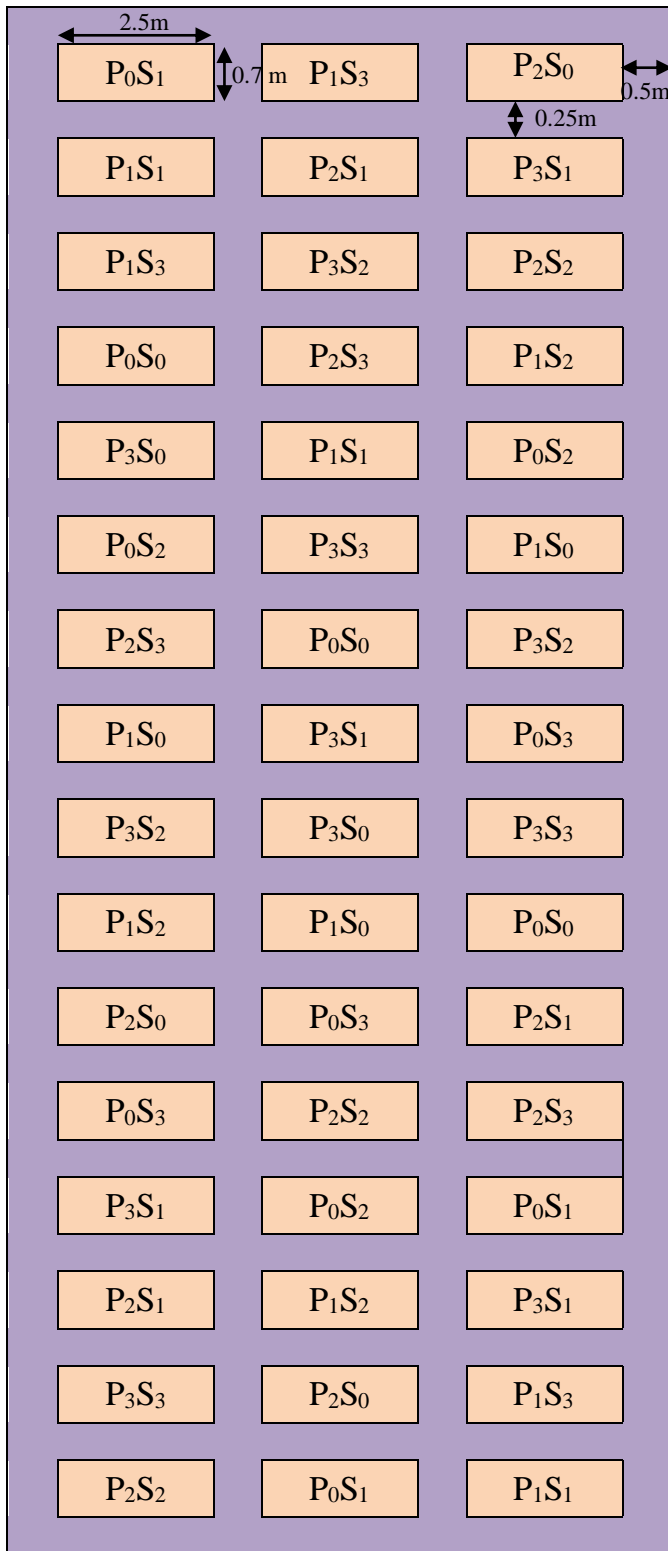 2.5m
P₀S₁ 0.7 m P₁S₃ P₂S₀ 0.5m
0.25m
P₁S₁ P₂S₁ P₃S₁
P₁S₃ P₃S₂ P₂S₂
P₀S₀ P₂S₃ P₁S₂
P₃S₀ P₁S₁ P₀S₂
P₀S₂ P₃S₃ P₁S₀
P₂S₃ P₀S₀ P₃S₂
P₁S₀ P₃S₁ P₀S₃
P₃S₂ P₃S₀ P₃S₃
P₁S₂ P₁S₀ P₀S₀
P₂S₀ P₀S₃ P₂S₁
P₀S₃ P₂S₂ P₂S₃
P₃S₁ P₀S₂ P₀S₁
P₂S₁ P₁S₂ P₃S₁
P₃S₃ P₂S₀ P₁S₃
P₂S₂ P₀S₁ P₁S₁